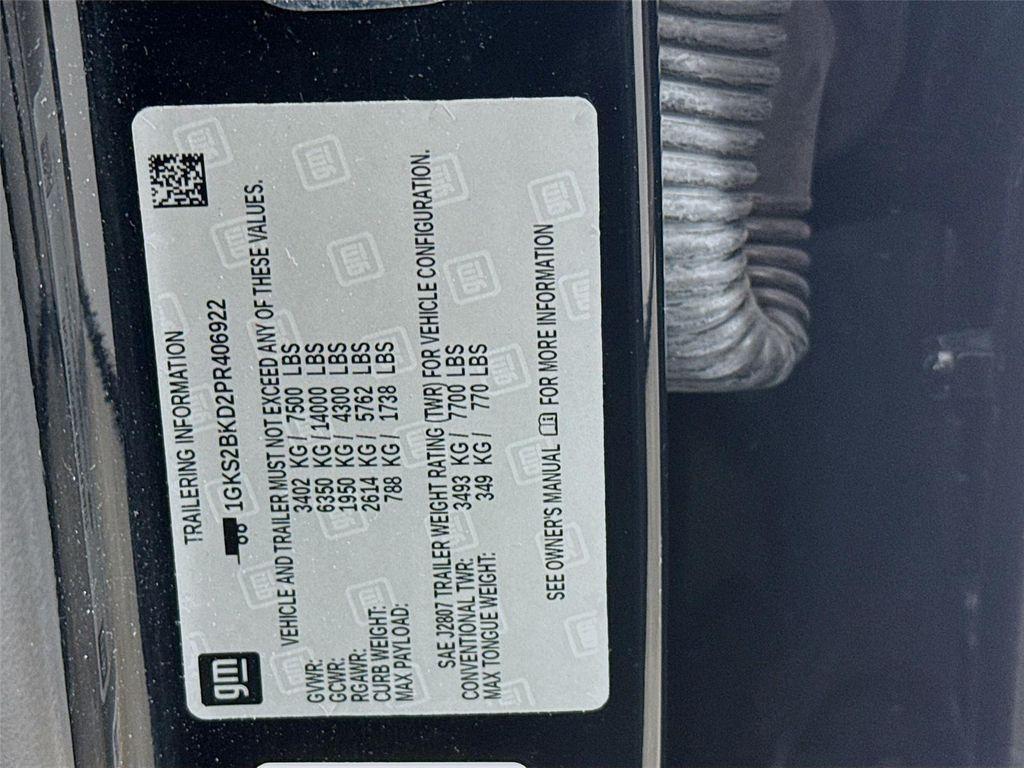 gm
TRAILERING INFORMATION
1GKS2BKD2PR406922
VEHICLE AND TRAILER MUST NOT EXCEED ANY OF THESE VALUES.
GVWR: 3402 KG / 7500 LBS
GCWR: 6350 KG / 14000 LBS
RGAWR: 1950 KG / 4300 LBS
CURB WEIGHT: 2614 KG / 5762 LBS
MAX PAYLOAD: 788 KG / 1738 LBS
SAE J2807 TRAILER WEIGHT RATING (TWR) FOR VEHICLE CONFIGURATION.
CONVENTIONAL TWR: 3493 KG / 7700 LBS
MAX TONGUE WEIGHT: 349 KG / 770 LBS
SEE OWNER'S MANUAL FOR MORE INFORMATION